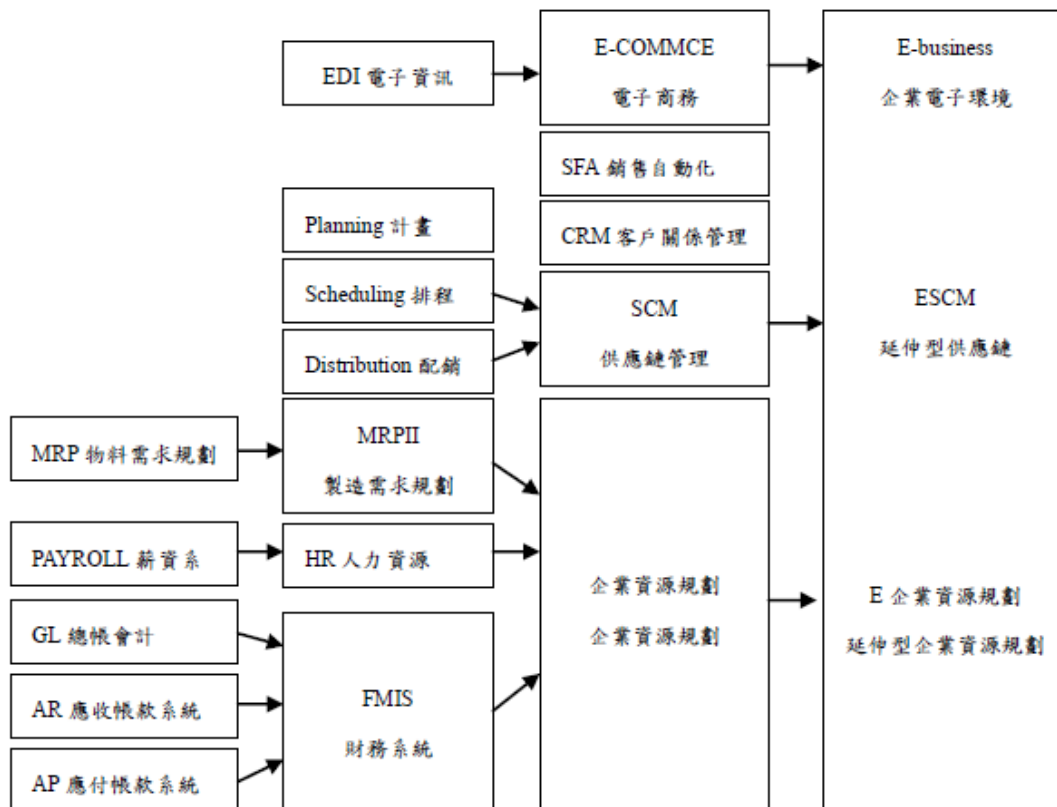 EDI 電子資訊
E-COMMCE
電子商務
E-business
企業電子環境
SFA 銷售自動化
Planning 計畫
CRM 客戶關係管理
Scheduling 排程
SCM
供應鏈管理
ESCM
延伸型供應鏈
Distribution 配銷
MRP 物料需求規劃
MRPII
製造需求規劃
PAYROLL 薪資系
HR 人力資源
企業資源規劃
企業資源規劃
E 企業資源規劃
延伸型企業資源規劃
GL 總帳會計
AR 應收帳款系統
AP 應付帳款系統
FMIS
財務系統